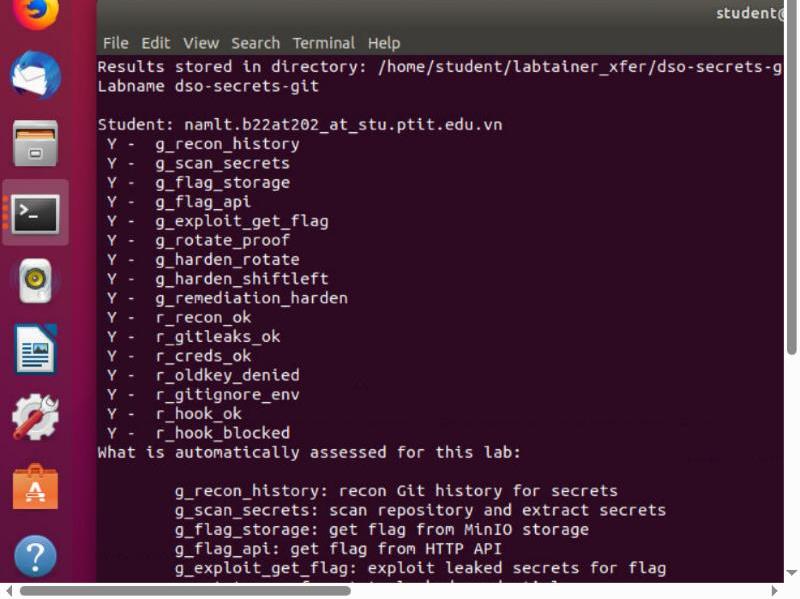 student@
File Edit View Search Terminal Help
Results stored in directory: /home/student/labtainer_xfer/dso-secrets-g
Labname dso-secrets-git
Student: namlt.b22at202_at_stu.ptit.edu.vn
Y - g_recon_history
Y - g_scan_secrets
Y - g_flag_storage
Y - g_flag_api
Y - g_exploit_get_flag
Y - g_rotate_proof
Y - g_harden_rotate
Y - g_harden_shiftleft
Y - g_remediation_harden
Y - r_recon_ok
Y - r_gitleaks_ok
Y - r_creds_ok
Y - r_oldkey_denied
Y - r_gitignore_env
Y - r_hook_ok
Y - r_hook_blocked
What is automatically assessed for this lab:
g_recon_history: recon Git history for secrets
g_scan_secrets: scan repository and extract secrets
g_flag_storage: get flag from MinIO storage
g_flag_api: get flag from HTTP API
g_exploit_get_flag: exploit leaked secrets for flag